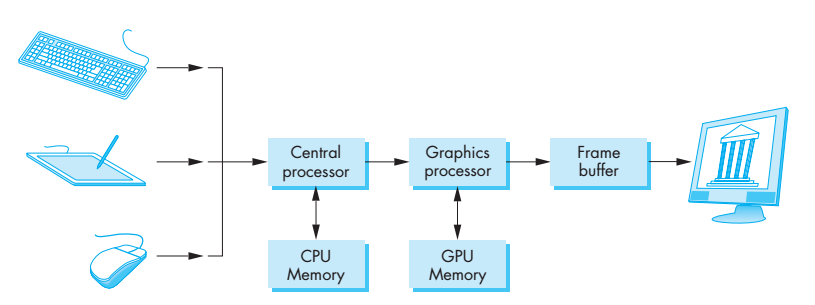 Central
processor
Graphics
processor
Frame
buffer
CPU
Memory
GPU
Memory